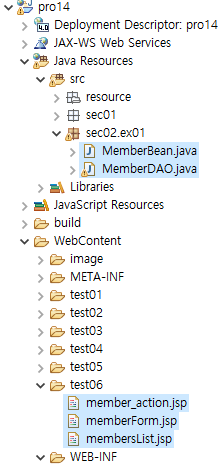 pro14
Deployment Descriptor: pro14
JAX-WS Web Services
Java Resources
src
resource
sec01
sec02.ex01
MemberBean.java
MemberDAO.java
Libraries
JavaScript Resources
build
WebContent
image
META-INF
test01
test02
test03
test04
test05
test06
member_action.jsp
memberForm.jsp
membersList.jsp
WEB-INF